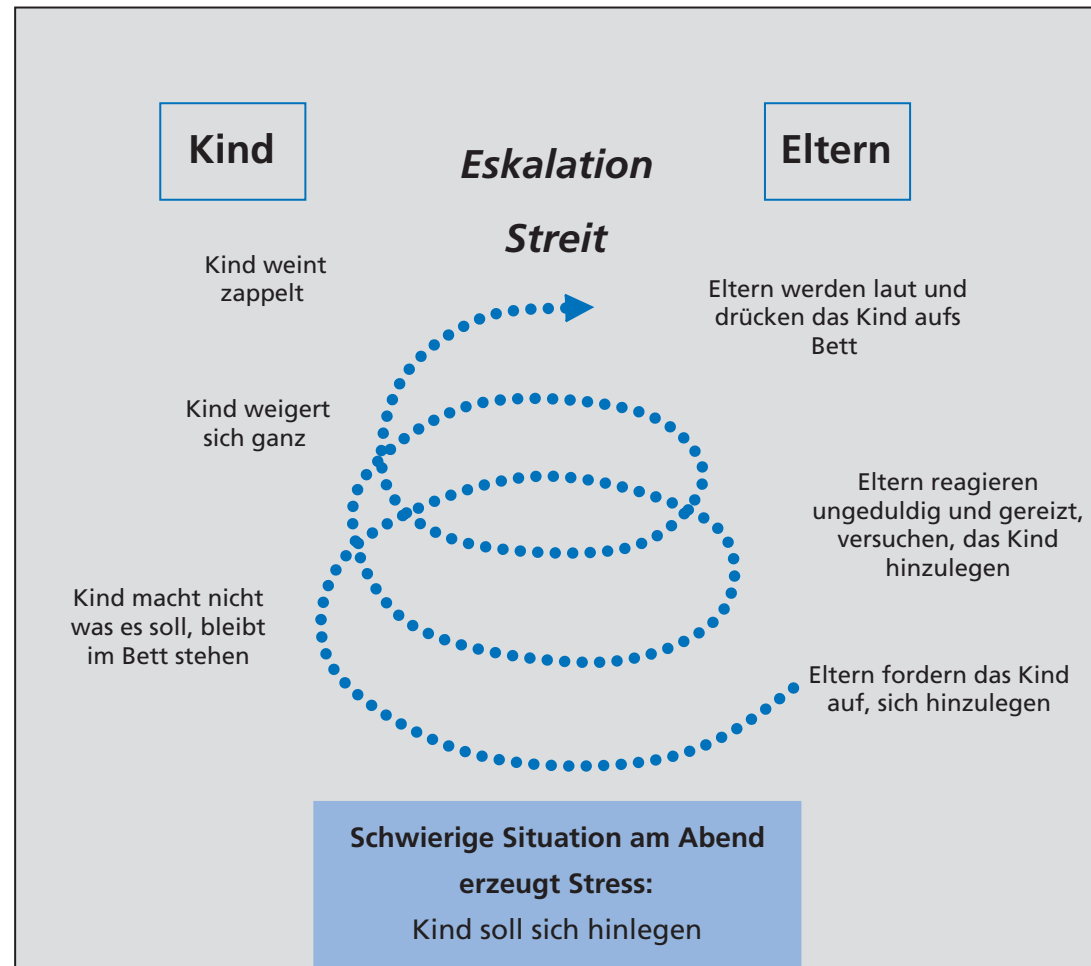 Kind
Eskalation
Streit
Eltern
Kind weint
zappelt
Eltern werden laut und
drücken das Kind aufs
Bett
Kind weigert
sich ganz
Eltern reagieren
ungeduldig und gereizt,
versuchen, das Kind
hinzulegen
Kind macht nicht
was es soll, bleibt
im Bett stehen
Eltern fordern das Kind
auf, sich hinzulegen
Schwierige Situation am Abend
erzeugt Stress:
Kind soll sich hinlegen